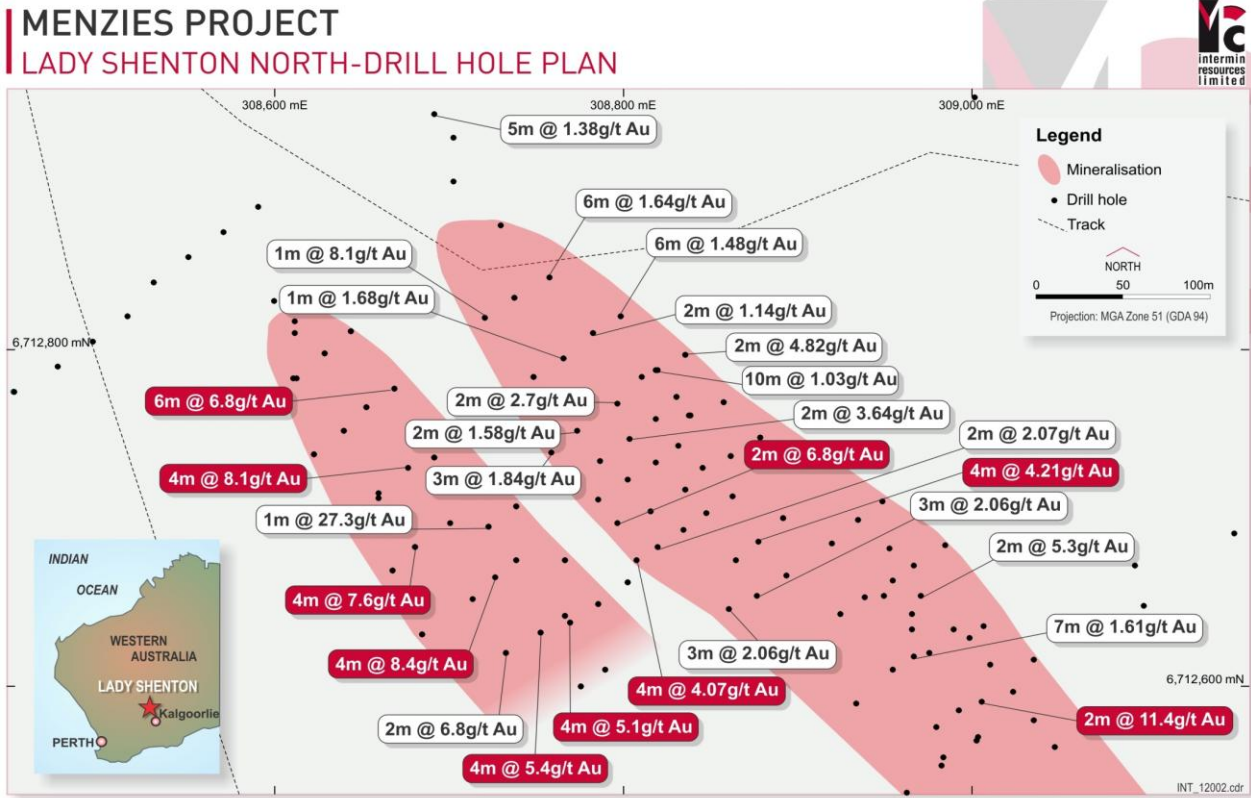 MENZIES PROJECT
LADY SHENTON NORTH-DRILL HOLE PLAN
intermin
resources
limited
308,600 mE
308,800 mE
309,000 mE
5m @ 1.38g/t Au
Legend
Mineralisation
Drill hole
Track
NORTH
0
50
100m
Projection: MGA Zone 51 (GDA 94)
6m @ 1.64g/t Au
6m @ 1.48g/t Au
1m @ 8.1g/t Au
1m @ 1.68g/t Au
2m @ 1.14g/t Au
6,712,800 mN
2m @ 4.82g/t Au
10m @ 1.03g/t Au
6m @ 6.8g/t Au
2m @ 2.7g/t Au
2m @ 3.64g/t Au
2m @ 1.58g/t Au
2m @ 2.07g/t Au
2m @ 6.8g/t Au
4m @ 4.21g/t Au
4m @ 8.1g/t Au
3m @ 1.84g/t Au
3m @ 2.06g/t Au
1m @ 27.3g/t Au
2m @ 5.3g/t Au
4m @ 7.6g/t Au
7m @ 1.61g/t Au
3m @ 2.06g/t Au
4m @ 8.4g/t Au
6,712,600 mN
4m @ 4.07g/t Au
2m @ 11.4g/t Au
2m @ 6.8g/t Au
4m @ 5.1g/t Au
4m @ 5.4g/t Au
INDIAN
OCEAN
WESTERN
AUSTRALIA
LADY SHENTON
Kalgoorlie
PERTH
INT_12002.cdr